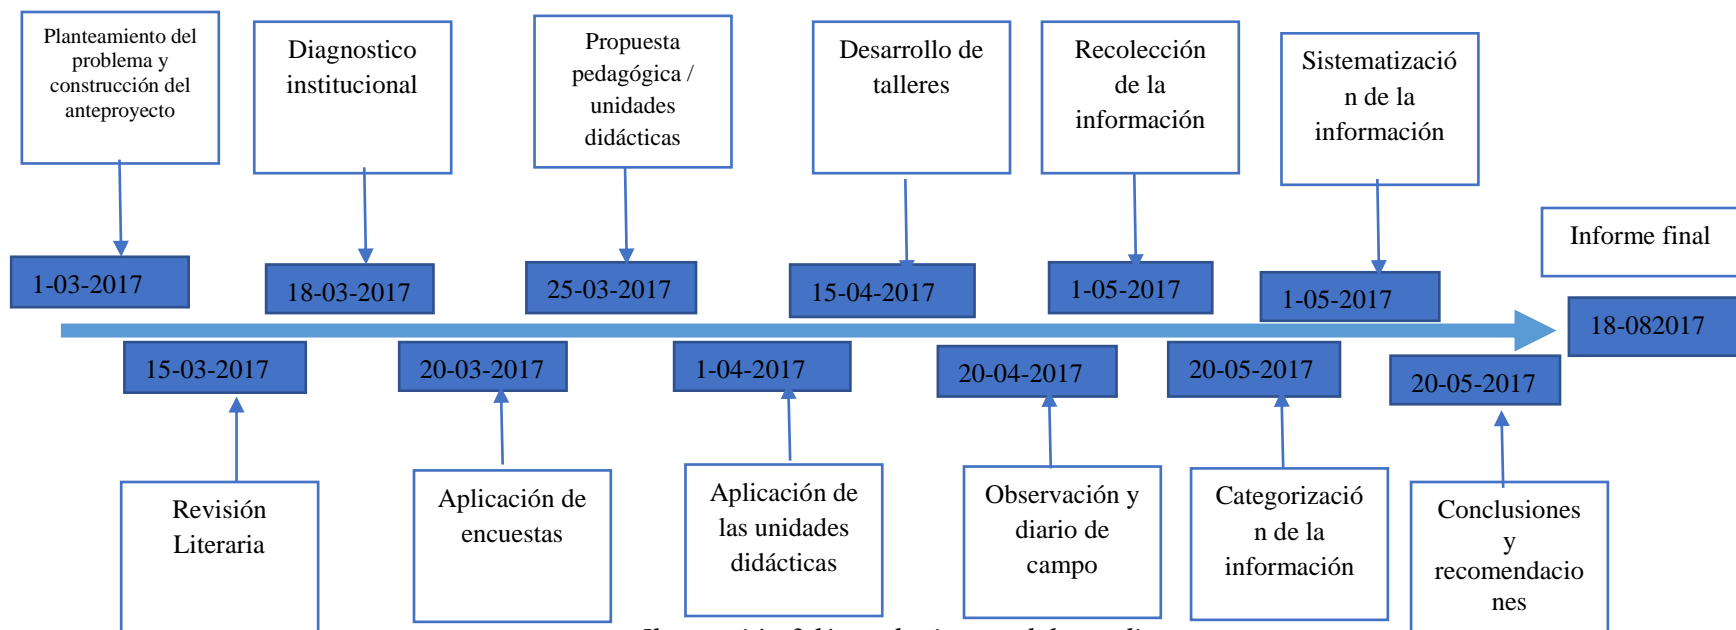 Planteamiento del
problema y
construcción del
anteproyecto
Diagnostico
institucional
Propuesta
pedagógica /
unidades
didácticas
Desarrollo de
talleres
Recolección
de la
información
Sistematizació
n de la
información
Informe final
1-03-2017
18-03-2017
25-03-2017
15-04-2017
1-05-2017
1-05-2017
18-082017
15-03-2017
20-03-2017
1-04-2017
20-04-2017
20-05-2017
20-05-2017
Revisión
Literaria
Aplicación de
encuestas
Aplicación de
las unidades
didácticas
Observación y
diario de
campo
Categorizació
n de la
información
Conclusiones
y
recomendacio
nes